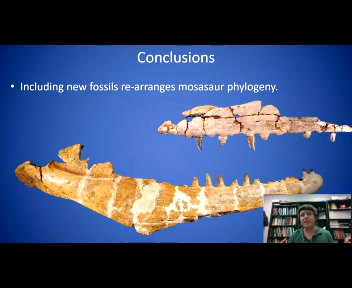 Conclusions
• Including new fossils re-arranges mosasaur phylogeny.